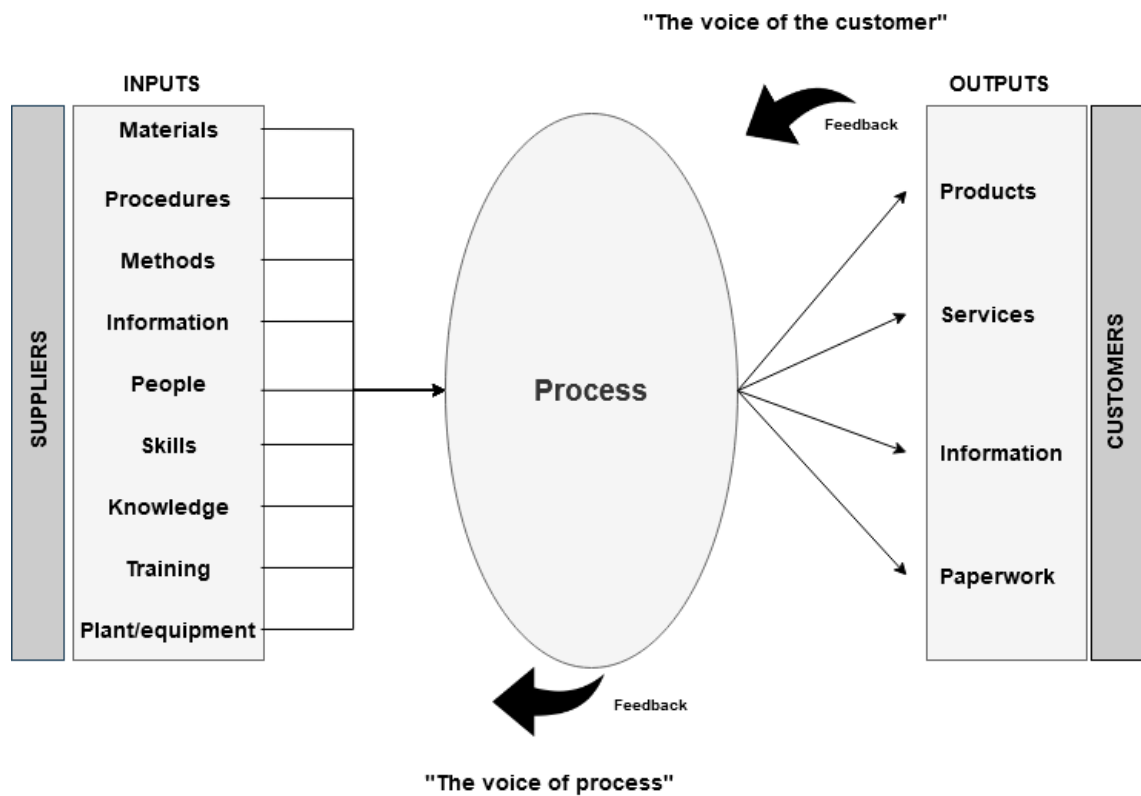 "The voice of the customer"
INPUTS
OUTPUTS
SUPPLIERS
Materials
Procedures
Methods
Information
People
Skills
Knowledge
Training
Plant/equipment
Process
Feedback
Products
Services
Information
Paperwork
CUSTOMERS
Feedback
"The voice of process"